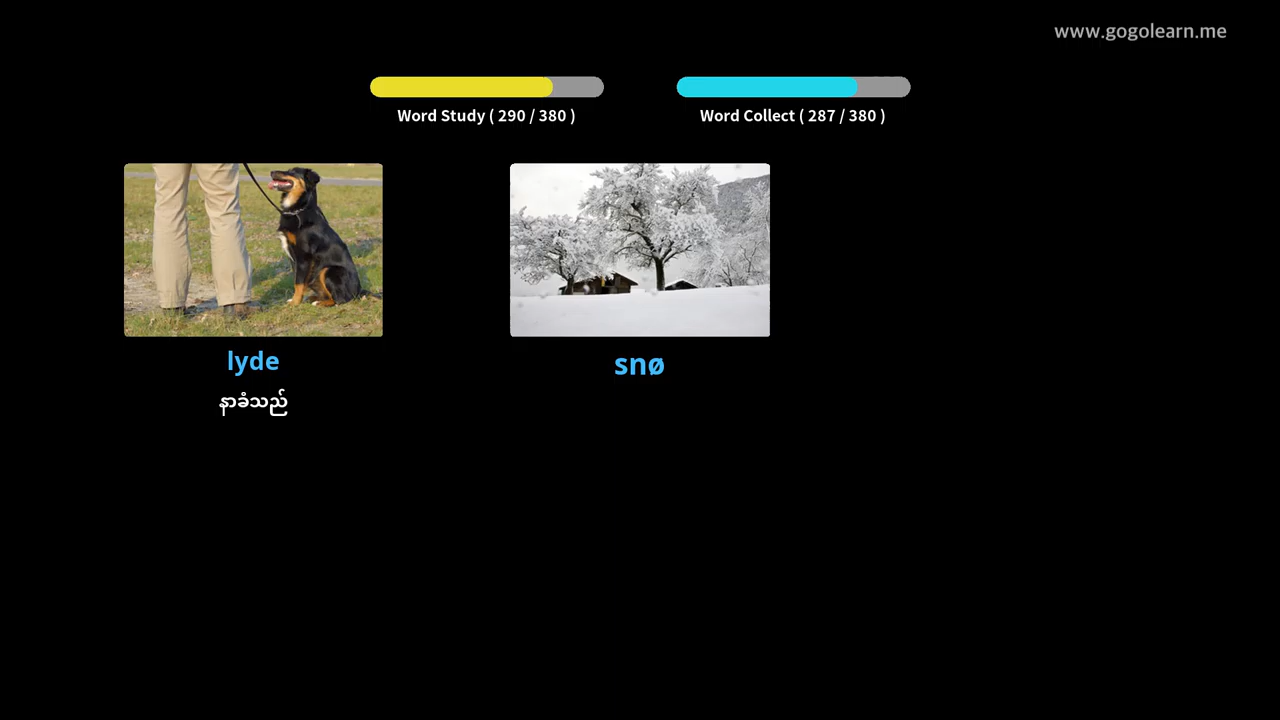 www.gogolearn.me
Word Study ( 290 / 380 )
Word Collect ( 287 / 380 )
lyde
နာခံသည်
snø